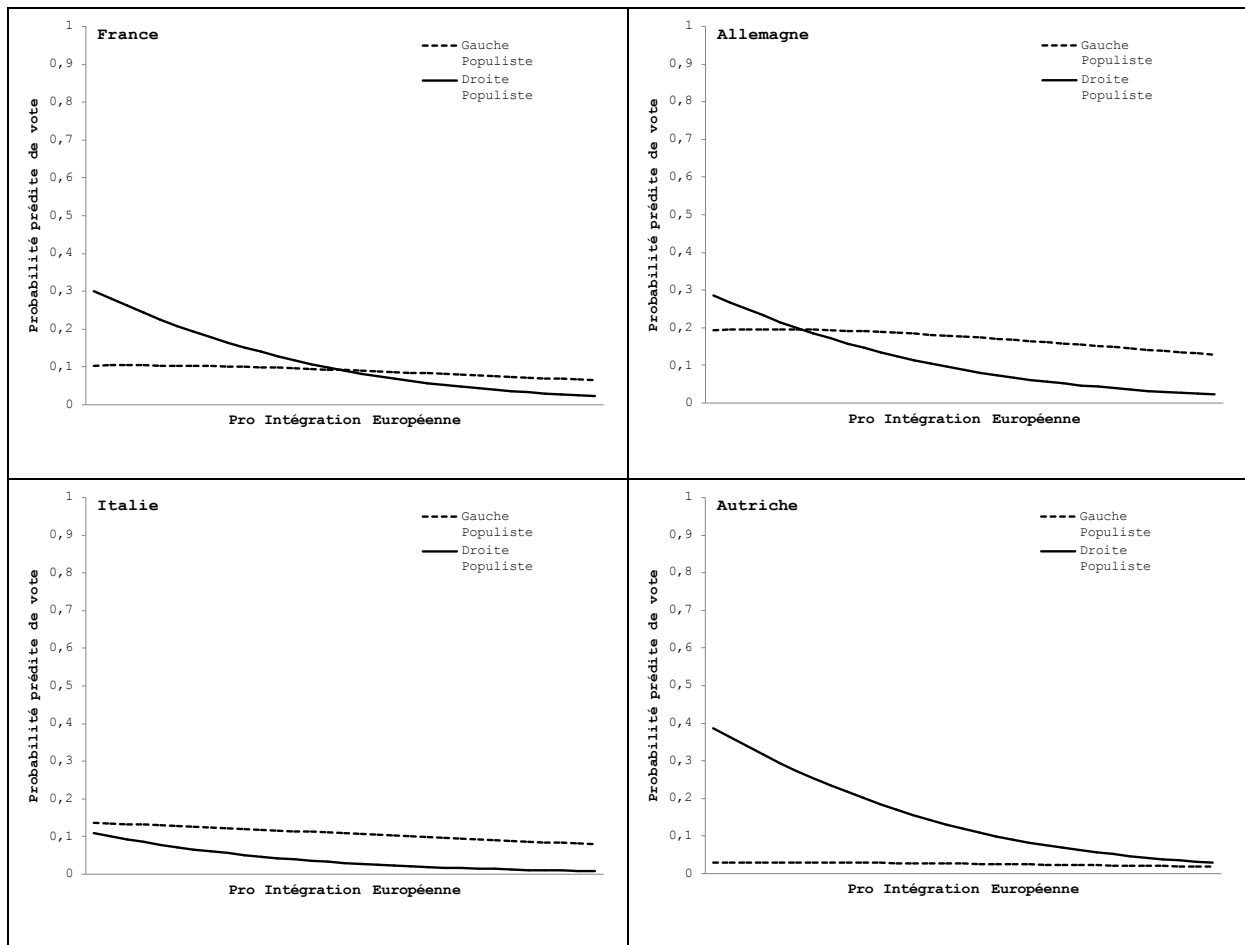 France
Gauche
Populiste
Droite
Populiste
Probabilité prédite de vote
1
0,9
0,8
0,7
0,6
0,5
0,4
0,3
0,2
0,1
0
Pro Intégration Européenne
Allemagne
Gauche
Populiste
Droite
Populiste
Probabilité prédite de vote
1
0,9
0,8
0,7
0,6
0,5
0,4
0,3
0,2
0,1
0
Pro Intégration Européenne
Italie
Gauche
Populiste
Droite
Populiste
Probabilité prédite de vote
1
0,9
0,8
0,7
0,6
0,5
0,4
0,3
0,2
0,1
0
Pro Intégration Européenne
Autriche
Gauche
Populiste
Droite
Populiste
Probabilité prédite de vote
1
0,9
0,8
0,7
0,6
0,5
0,4
0,3
0,2
0,1
0
Pro Intégration Européenne